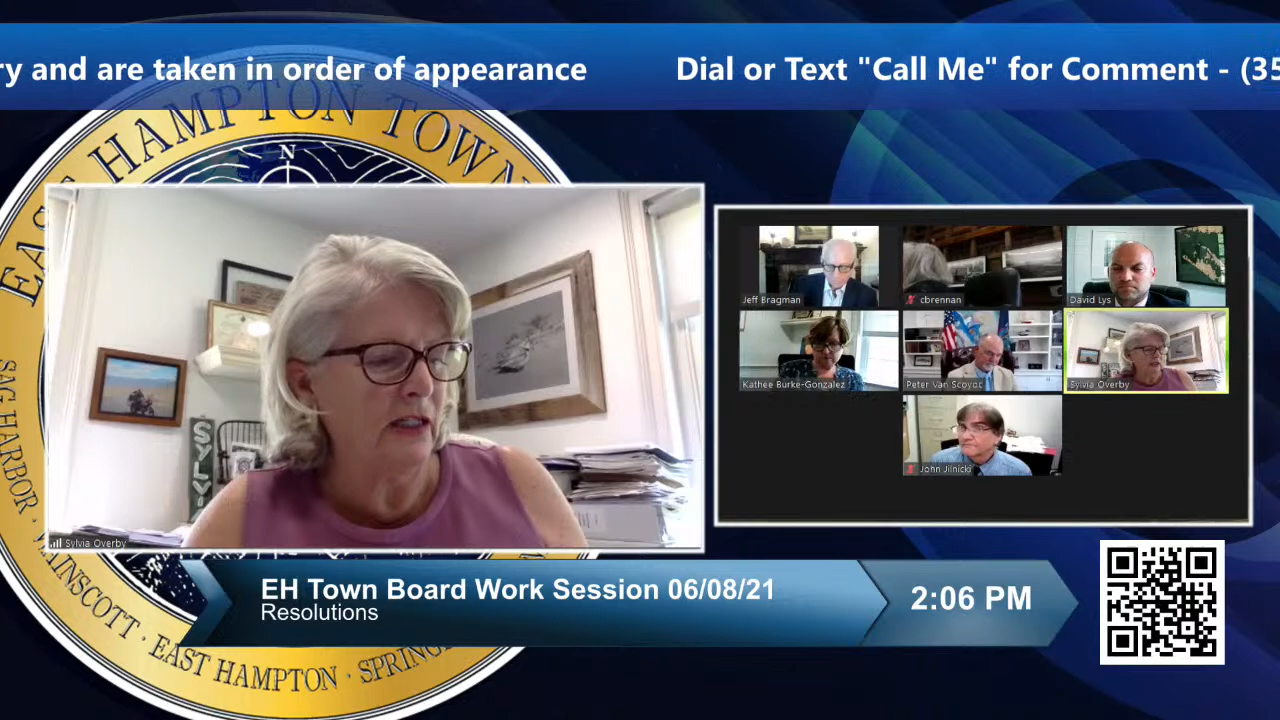 ry and are taken in order of appearance
Dial or Text "Call Me" for Comment - (35
EAST HAMPTON TOWN
N
SYLVI
Sylvia Overby
Jeff Bragman
cbrennan
David Lys
Kathee Burke-Gonzalez
Peter Van Scoyoc
Sylvia Overby
John Jilnicki
SAG HARBOR · WAINSCOTT · EAST HAMPTON · SPRING
EH Town Board Work Session 06/08/21
Resolutions
2:06 PM